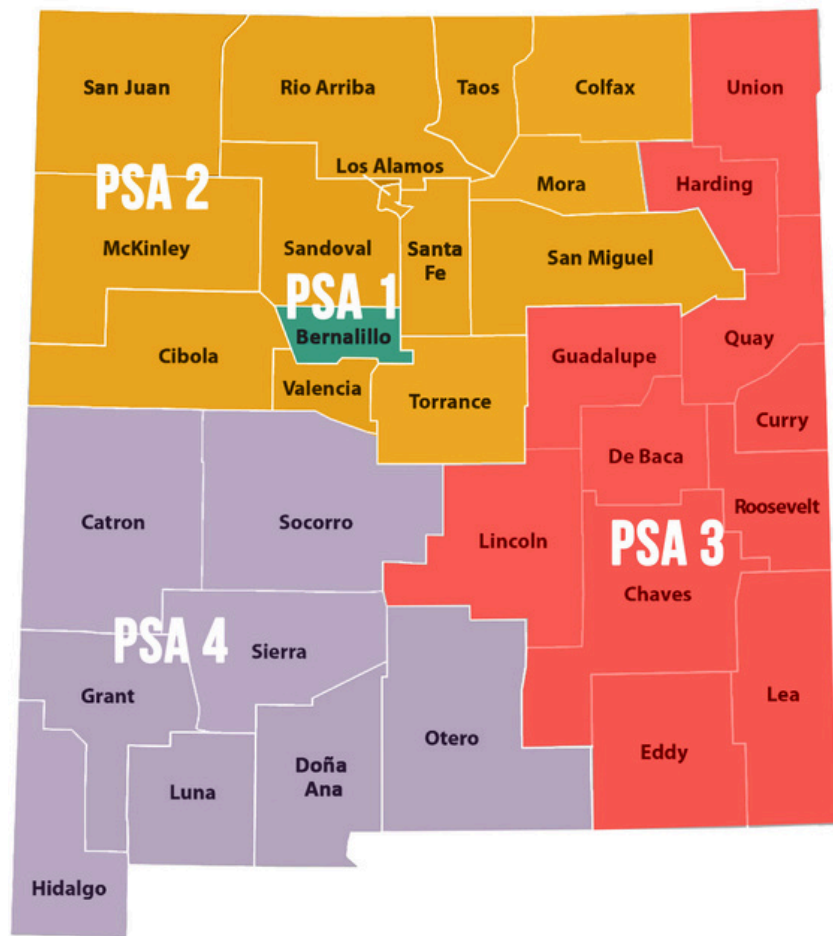 San Juan
Rio Arriba
Taos
Colfax
Union
Los Alamos
PSA 2
Mora
Harding
McKinley
Sandoval
Santa
Fe
San Miguel
PSA 1
Bernalillo
Cibola
Guadalupe
Quay
Valencia
Torrance
Curry
De Baca
Catron
Socorro
Lincoln
Roosevelt
PSA 3
Chaves
PSA 4
Sierra
Grant
Lea
Otero
Eddy
Luna
Doña
Ana
Hidalgo